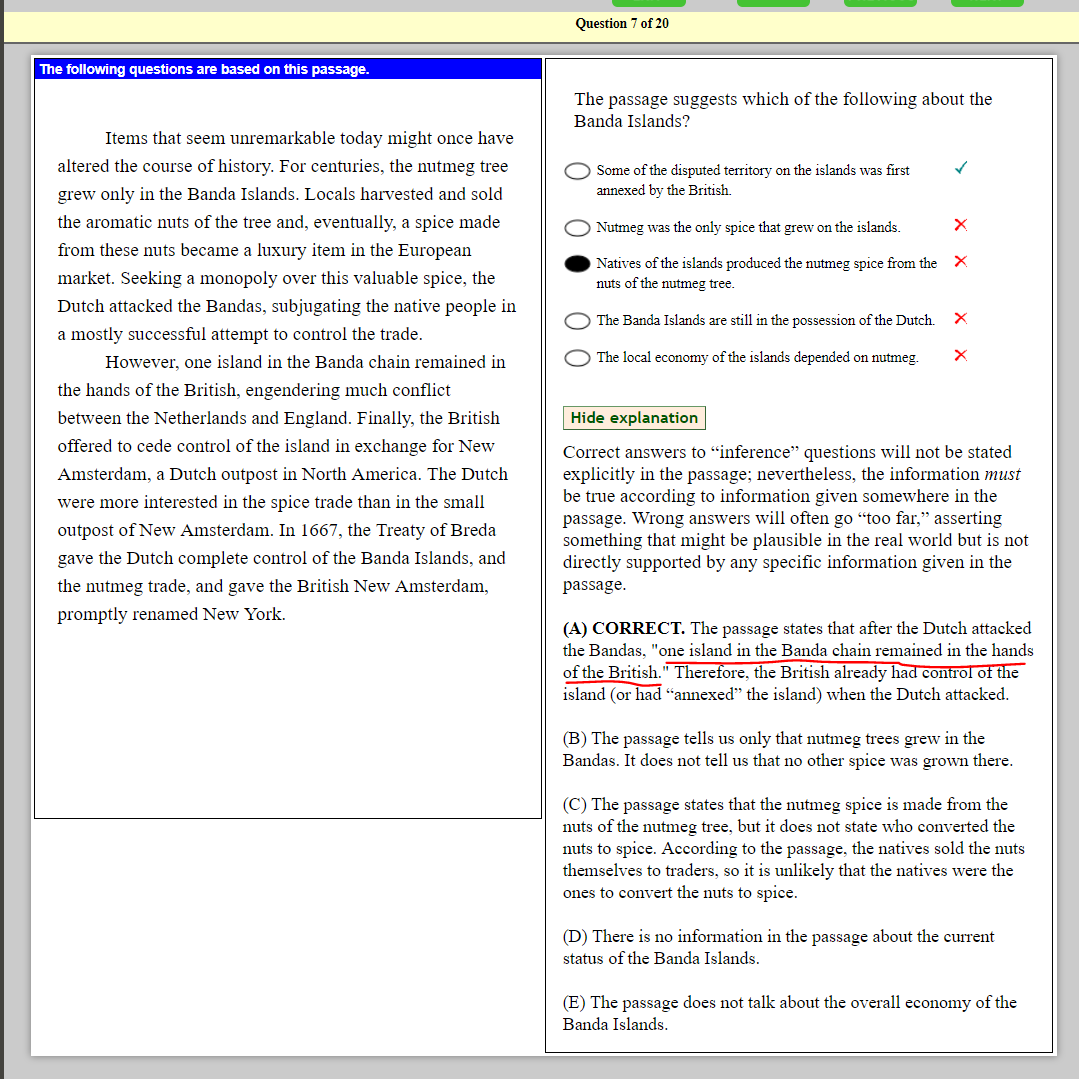 Question 7 of 20
The following questions are based on this passage.
Items that seem unremarkable today might once have
altered the course of history. For centuries, the nutmeg tree
grew only in the Banda Islands. Locals harvested and sold
the aromatic nuts of the tree and, eventually, a spice made
from these nuts became a luxury item in the European
market. Seeking a monopoly over this valuable spice, the
Dutch attacked the Bandas, subjugating the native people in
a mostly successful attempt to control the trade.
However, one island in the Banda chain remained in
the hands of the British, engendering much conflict
between the Netherlands and England. Finally, the British
offered to cede control of the island in exchange for New
Amsterdam, a Dutch outpost in North America. The Dutch
were more interested in the spice trade than in the small
outpost of New Amsterdam. In 1667, the Treaty of Breda
gave the Dutch complete control of the Banda Islands, and
the nutmeg trade, and gave the British New Amsterdam,
promptly renamed New York.
The passage suggests which of the following about the
Banda Islands?
Some of the disputed territory on the islands was first
annexed by the British.
Nutmeg was the only spice that grew on the islands.
Natives of the islands produced the nutmeg spice from the
nuts of the nutmeg tree.
The Banda Islands are still in the possession of the Dutch.
The local economy of the islands depended on nutmeg.
Hide explanation
Correct answers to “inference” questions will not be stated
explicitly in the passage; nevertheless, the information must
be true according to information given somewhere in the
passage. Wrong answers will often go “too far,” asserting
something that might be plausible in the real world but is not
directly supported by any specific information given in the
passage.
(A) CORRECT. The passage states that after the Dutch attacked
the Bandas, "one island in the Banda chain remained in the hands
of the British." Therefore, the British already had control of the
island (or had “annexed” the island) when the Dutch attacked.
(B) The passage tells us only that nutmeg trees grew in the
Bandas. It does not tell us that no other spice was grown there.
(C) The passage states that the nutmeg spice is made from the
nuts of the nutmeg tree, but it does not state who converted the
nuts to spice. According to the passage, the natives sold the nuts
themselves to traders, so it is unlikely that the natives were the
ones to convert the nuts to spice.
(D) There is no information in the passage about the current
status of the Banda Islands.
(E) The passage does not talk about the overall economy of the
Banda Islands.